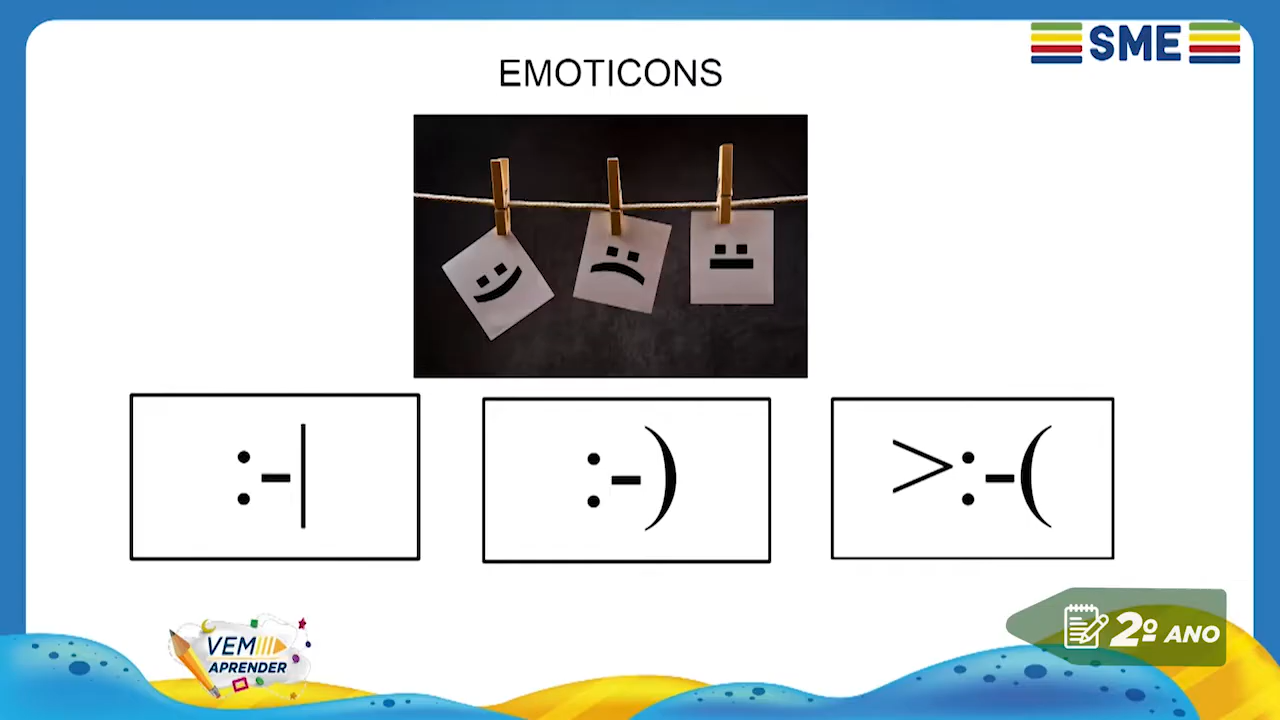 SME
EMOTICONS
:-|
:-)
>:-(
VEM
APRENDER
2º ANO